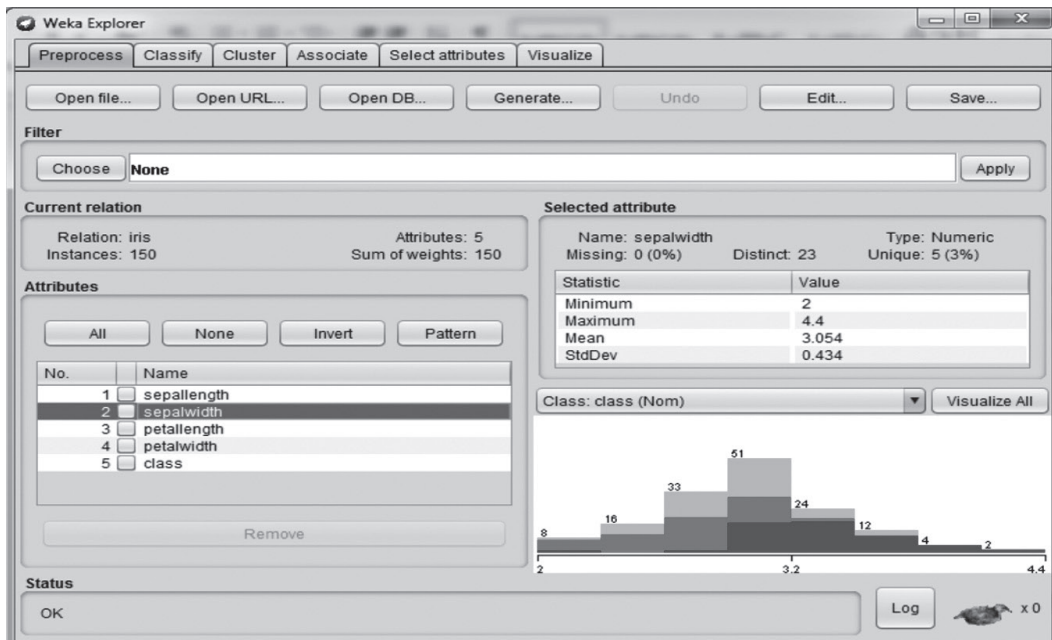 Weka Explorer
Preprocess Classify Cluster Associate Select attributes Visualize
Open file... Open URL... Open DB... Generate... Undo Edit... Save...
Filter
Choose None Apply
Current relation
Relation: iris Attributes: 5
Instances: 150 Sum of weights: 150
Selected attribute
Name: sepalwidth Type: Numeric
Missing: 0 (0%) Distinct: 23 Unique: 5 (3%)
Statistic Value
Minimum 2
Maximum 4.4
Mean 3.054
StdDev 0.434
Attributes
All None Invert Pattern
No. Name
1 sepallength
2 sepalwidth
3 petallength
4 petalwidth
5 class
Remove
Class: class (Nom) Visualize All
8 16 33 51 24 12 4 2
2 3.2 4.4
Status
OK
Log x 0